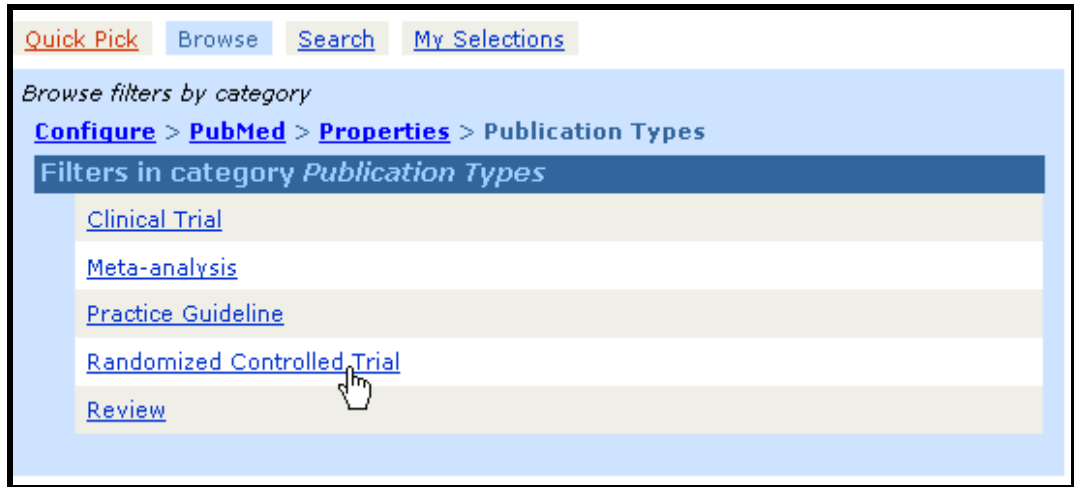 Quick Pick Browse Search My Selections
Browse filters by category
Configure > PubMed > Properties > Publication Types
Filters in category Publication Types
Clinical Trial
Meta-analysis
Practice Guideline
Randomized Controlled Trial
Review